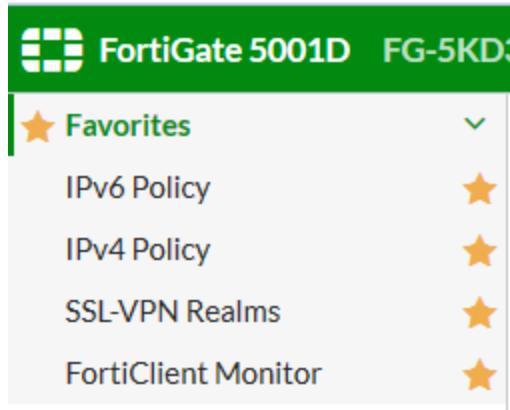 FortiGate 5001D FG-5KD3
Favorites
IPv6 Policy
IPv4 Policy
SSL-VPN Realms
FortiClient Monitor